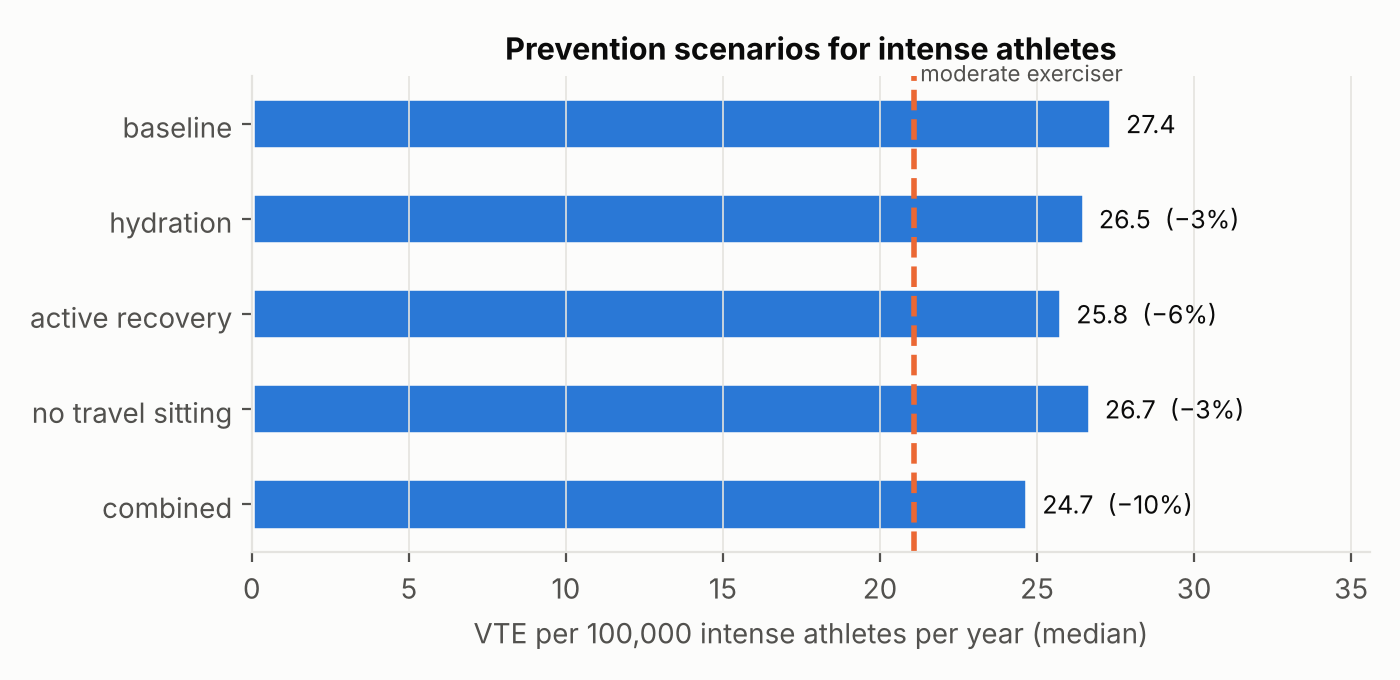 Prevention scenarios for intense athletes
moderate exerciser
baseline 27.4
hydration 26.5 (−3%)
active recovery 25.8 (−6%)
no travel sitting 26.7 (−3%)
combined 24.7 (−10%)
0 5 10 15 20 25 30 35
VTE per 100,000 intense athletes per year (median)